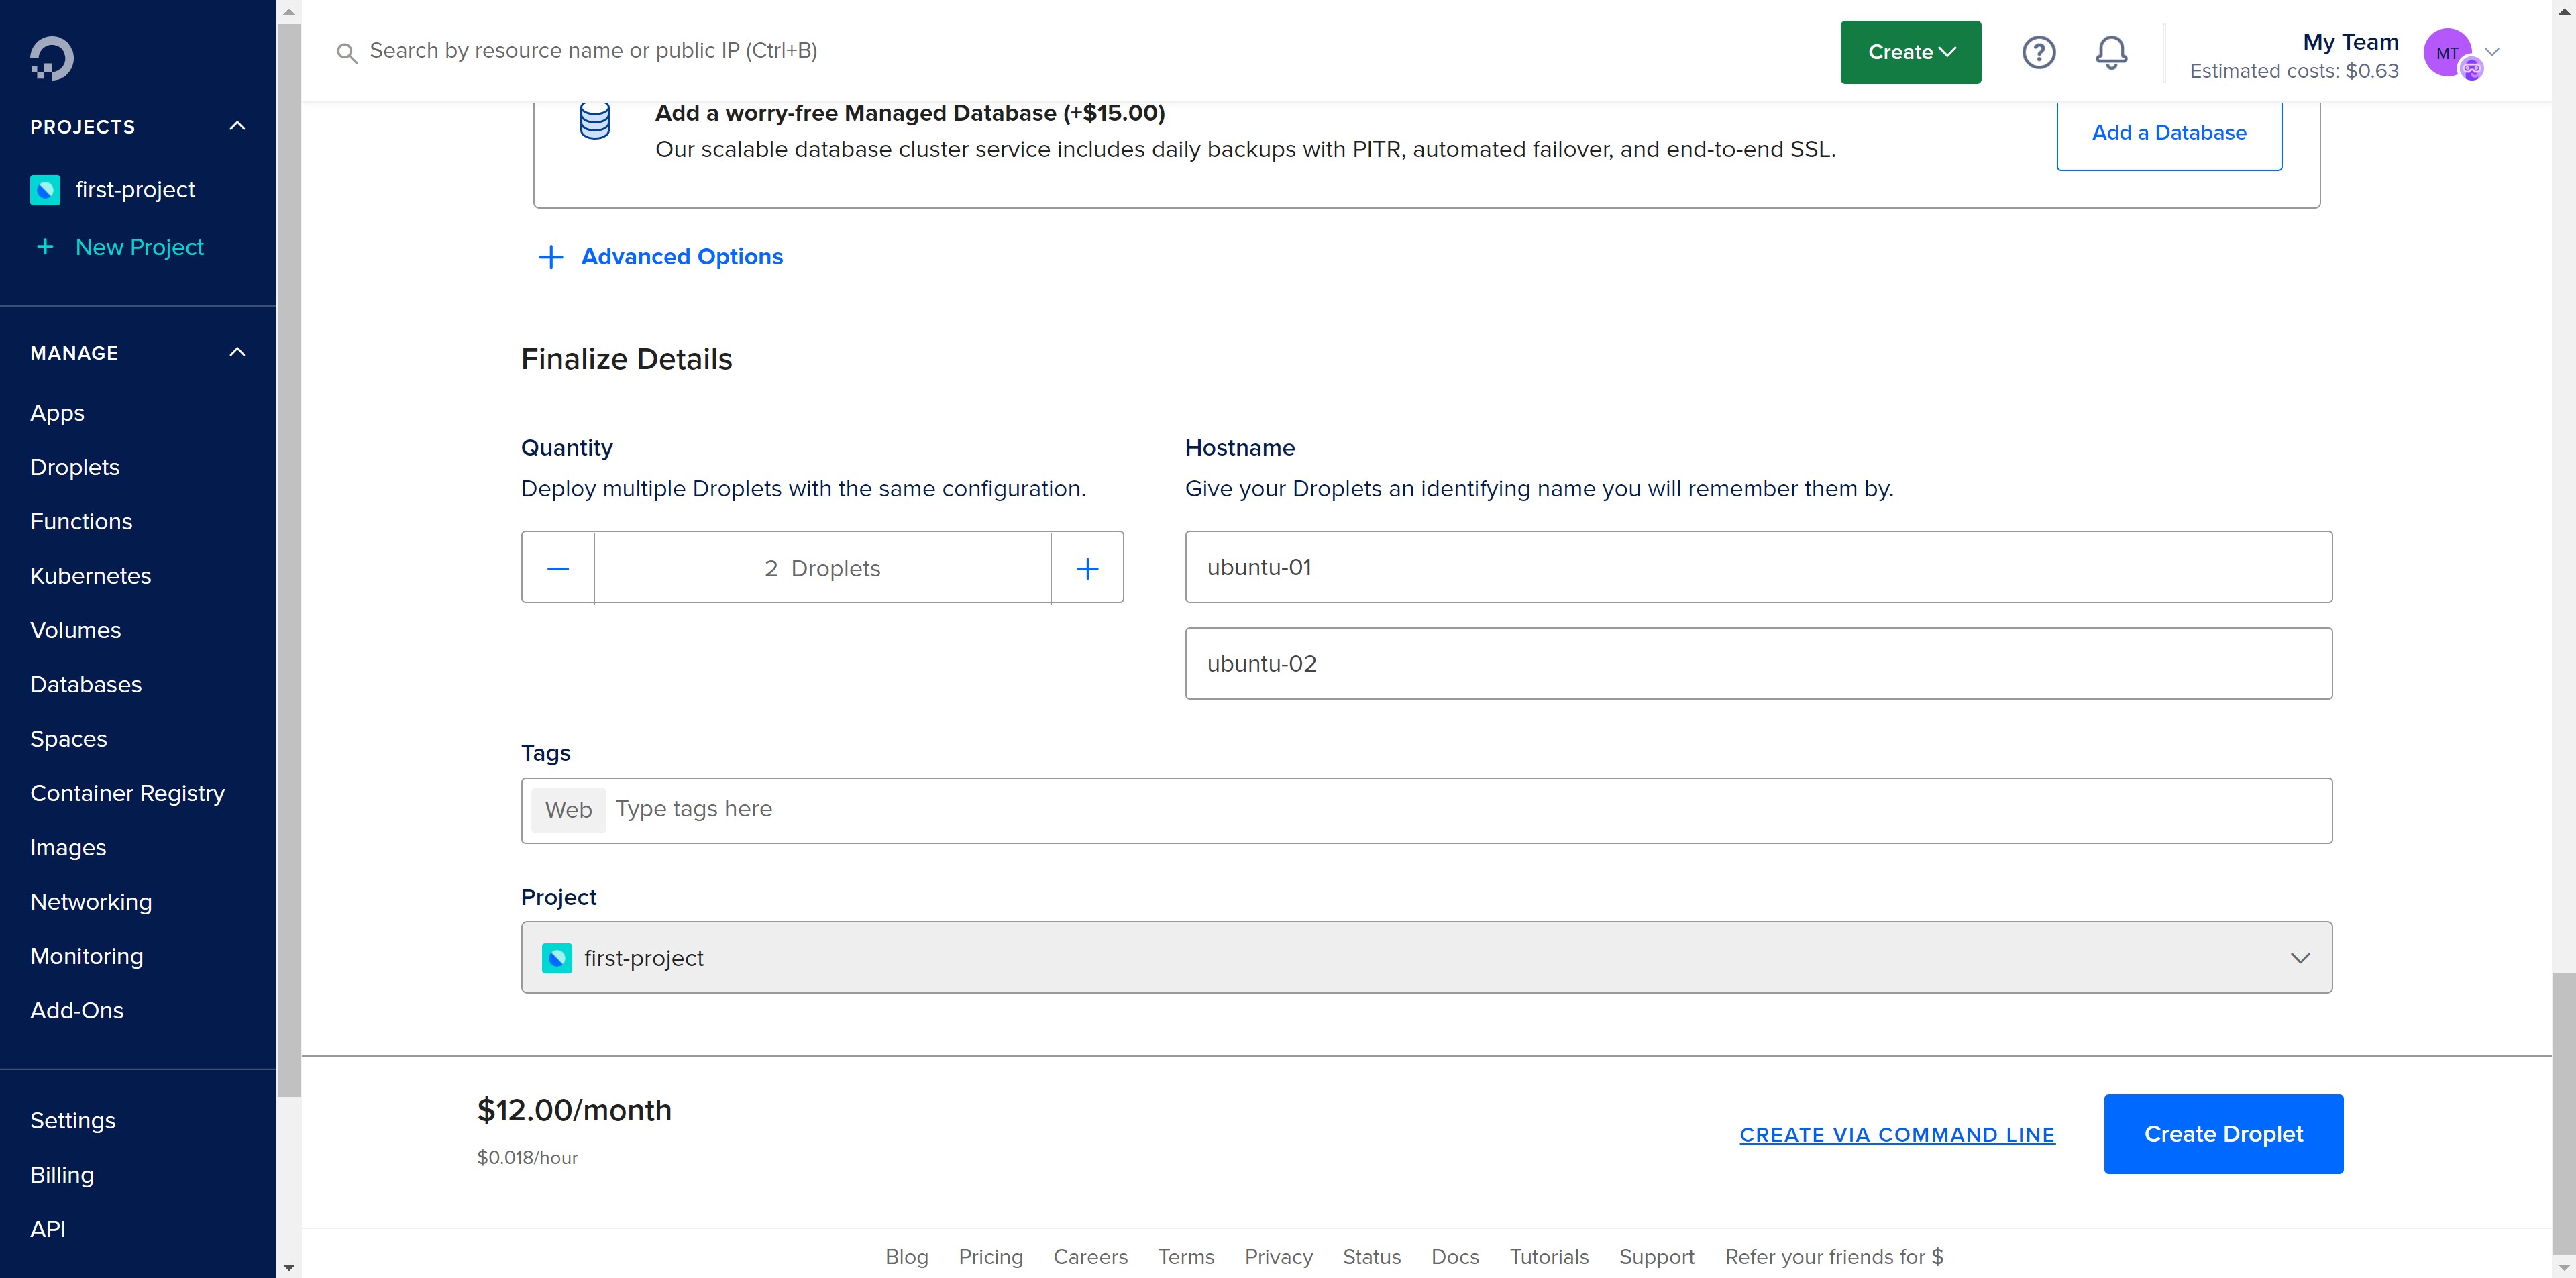 Search by resource name or public IP (Ctrl+B)
Create
My Team
Estimated costs: $0.63
MT
PROJECTS
first-project
New Project
MANAGE
Apps
Droplets
Functions
Kubernetes
Volumes
Databases
Spaces
Container Registry
Images
Networking
Monitoring
Add-Ons
Settings
Billing
API
Add a worry-free Managed Database (+$15.00)
Our scalable database cluster service includes daily backups with PITR, automated failover, and end-to-end SSL.
Add a Database
Advanced Options
Finalize Details
Quantity
Deploy multiple Droplets with the same configuration.
2 Droplets
Hostname
Give your Droplets an identifying name you will remember them by.
ubuntu-01
ubuntu-02
Tags
Web Type tags here
Project
first-project
$12.00/month
$0.018/hour
CREATE VIA COMMAND LINE
Create Droplet
Blog Pricing Careers Terms Privacy Status Docs Tutorials Support Refer your friends for $